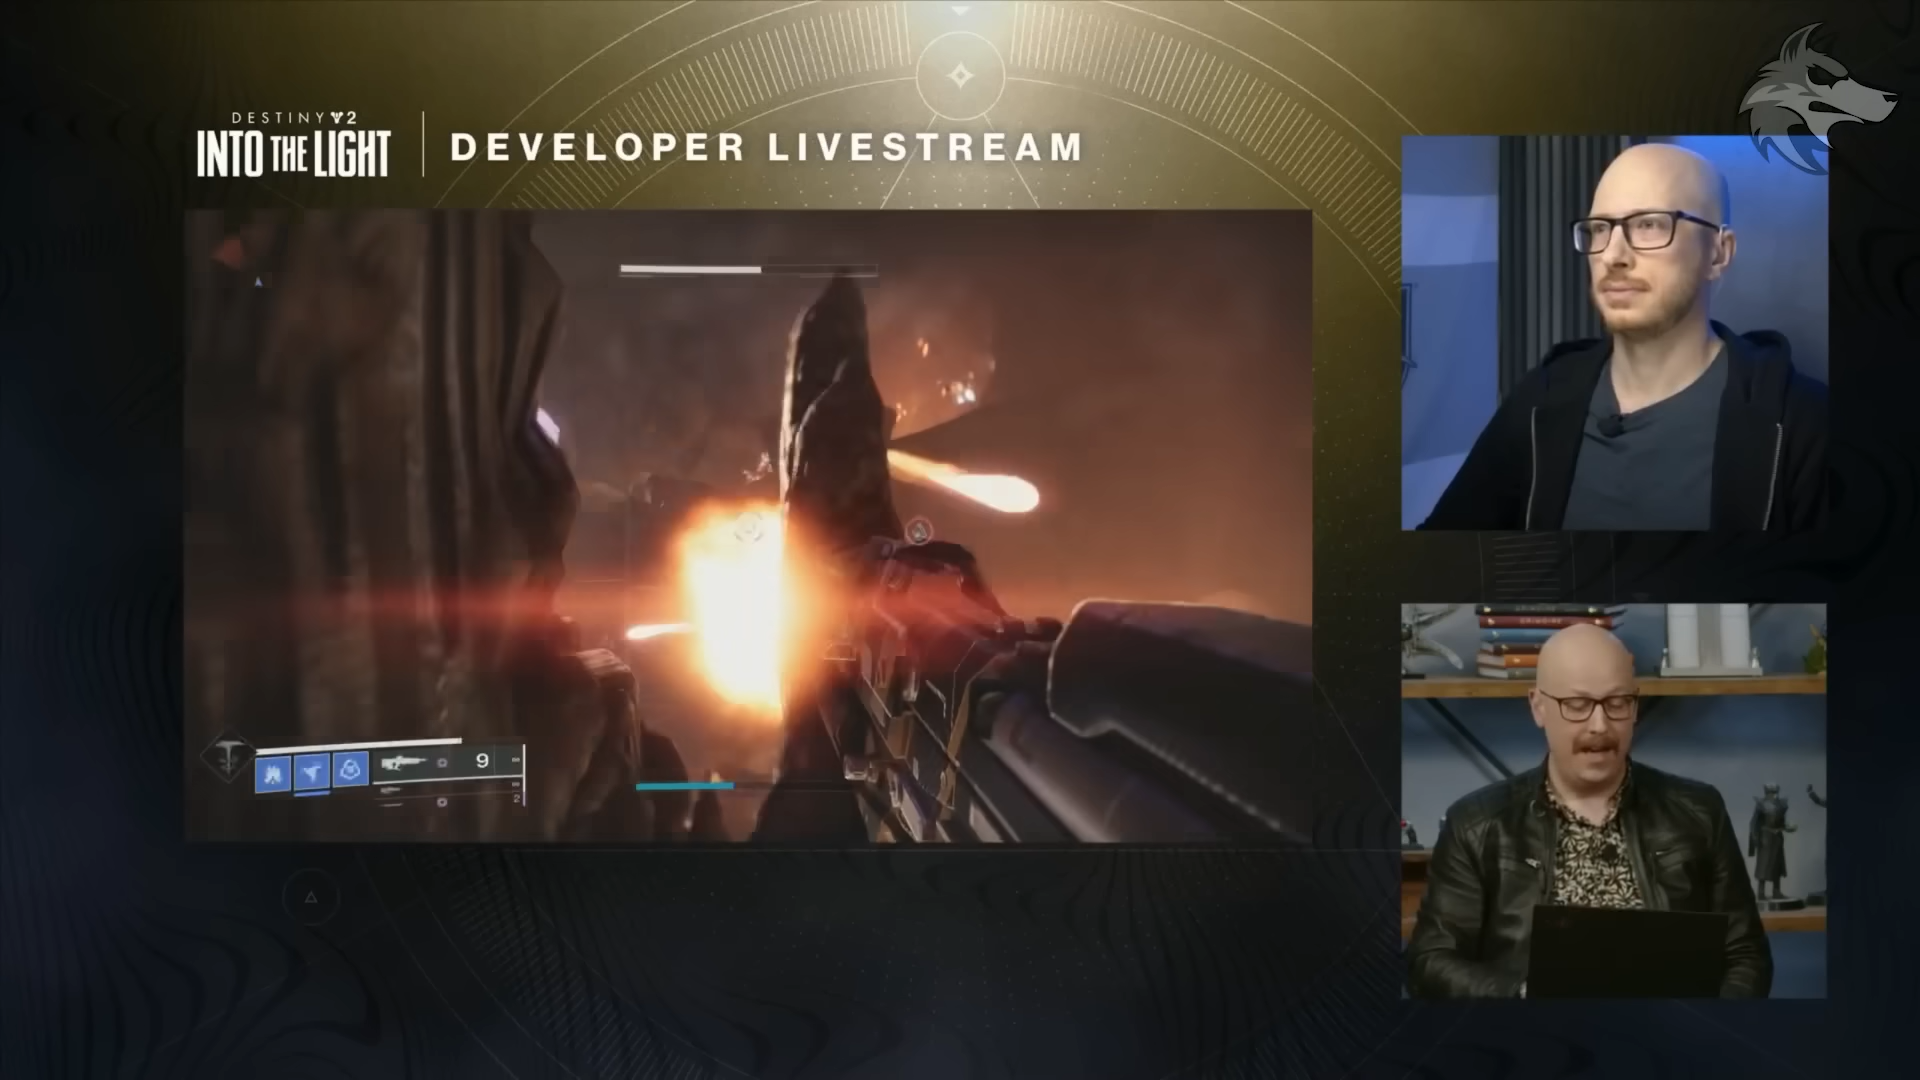 DESTINY 2
INTO THE LIGHT
DEVELOPER LIVESTREAM
9
2